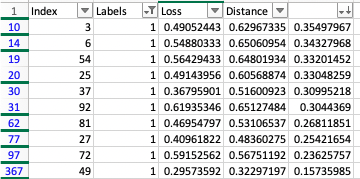 1 Index Labels Loss Distance
10 3 1 0.49052443 0.62967335 0.35497967
14 6 1 0.54880333 0.65060954 0.34327968
19 54 1 0.56429433 0.64801934 0.33201452
20 25 1 0.49143956 0.60568874 0.33048259
30 37 1 0.36795901 0.51600923 0.30995218
31 92 1 0.61935346 0.65127484 0.3044369
62 81 1 0.46954797 0.53106537 0.26811851
77 27 1 0.40961822 0.48360275 0.25421654
97 72 1 0.59152562 0.56751192 0.23625757
367 49 1 0.29573592 0.32297197 0.15735985